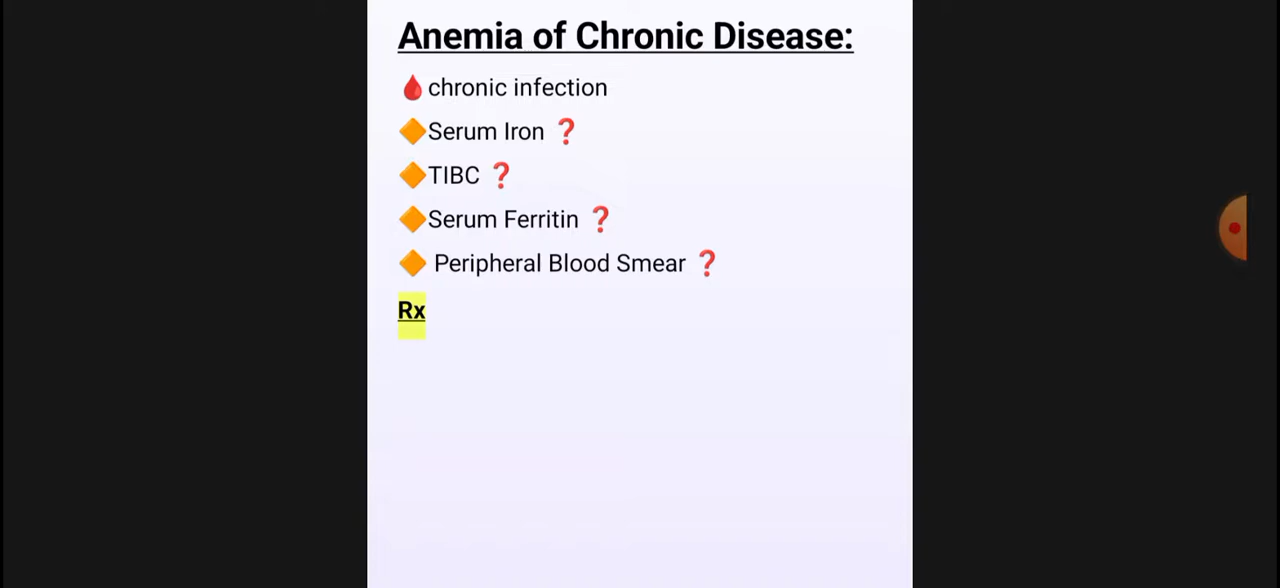 Anemia of Chronic Disease:
🩸chronic infection
🔶Serum Iron ❓
🔶TIBC ❓
🔶Serum Ferritin ❓
🔶 Peripheral Blood Smear ❓
Rx